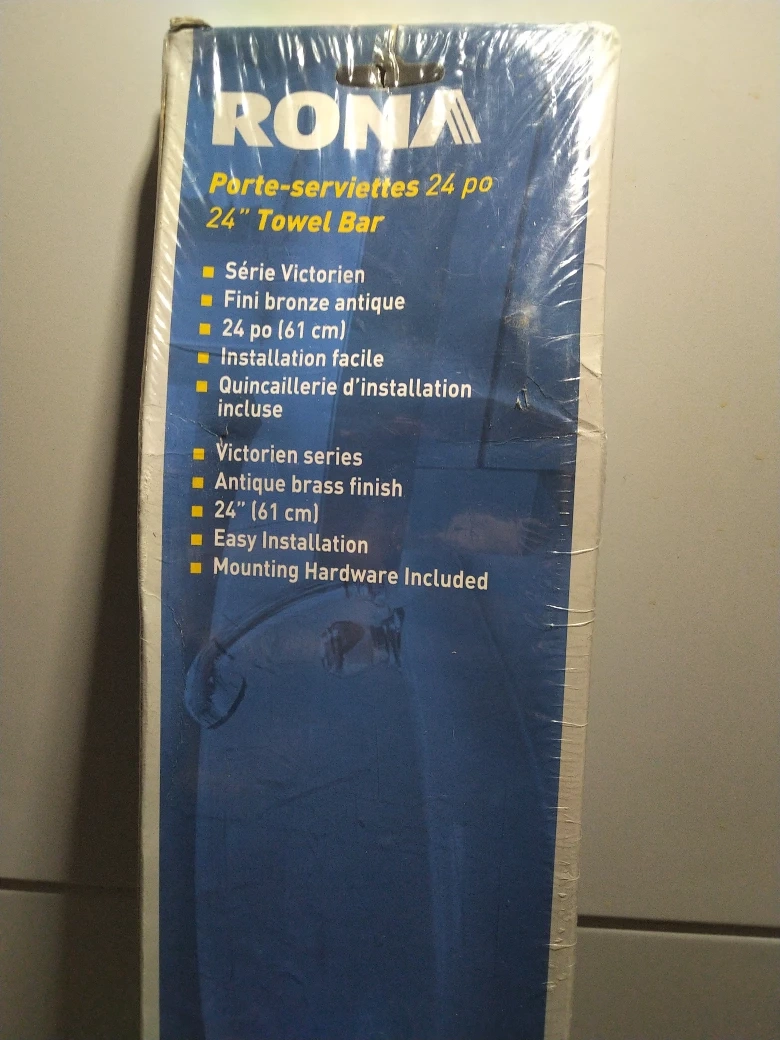 RONA
Porte-serviettes 24 po
24” Towel Bar
Série Victorien
Fini bronze antique
24 po (61 cm)
Installation facile
Quincaillerie d’installation
incluse
Victorien series
Antique brass finish
24” (61 cm)
Easy Installation
Mounting Hardware Included